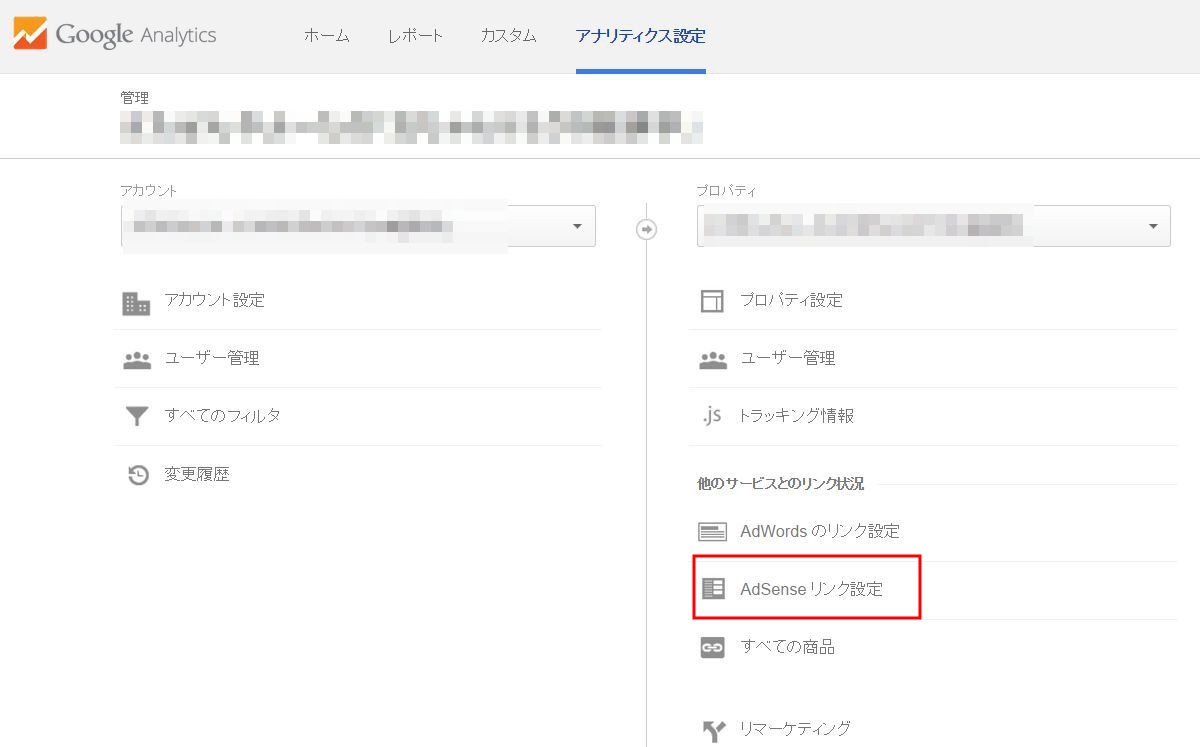 Google Analytics
ホーム
レポート
カスタム
アナリティクス設定
管理
アカウント
アカウント設定
ユーザー管理
すべてのフィルタ
変更履歴
プロパティ
プロパティ設定
ユーザー管理
.js トラッキング情報
他のサービスとのリンク状況
AdWords のリンク設定
AdSense リンク設定
すべての商品
リマーケティング